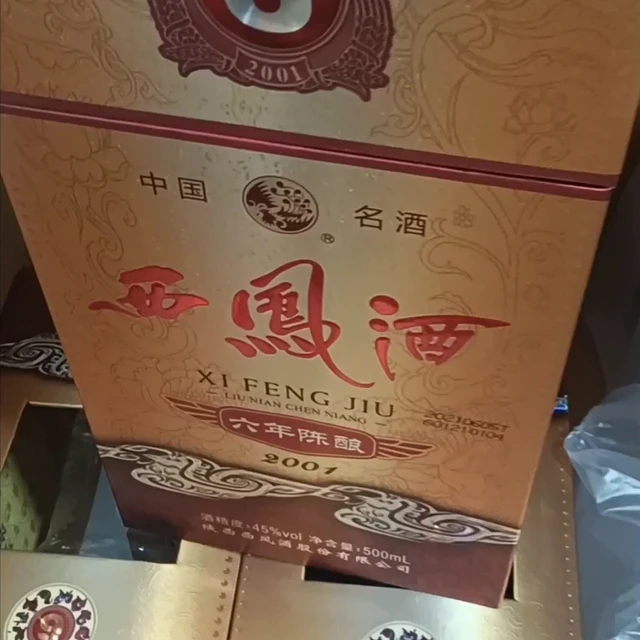 2001
中国 名酒
®
西鳳酒
XI FENG JIU
LIU NIAN CHEN NIANG
六年陈酿
2001
20210605T
601210104
酒精度:45%vol 净含量:500mL
陕西西凤酒股份有限公司